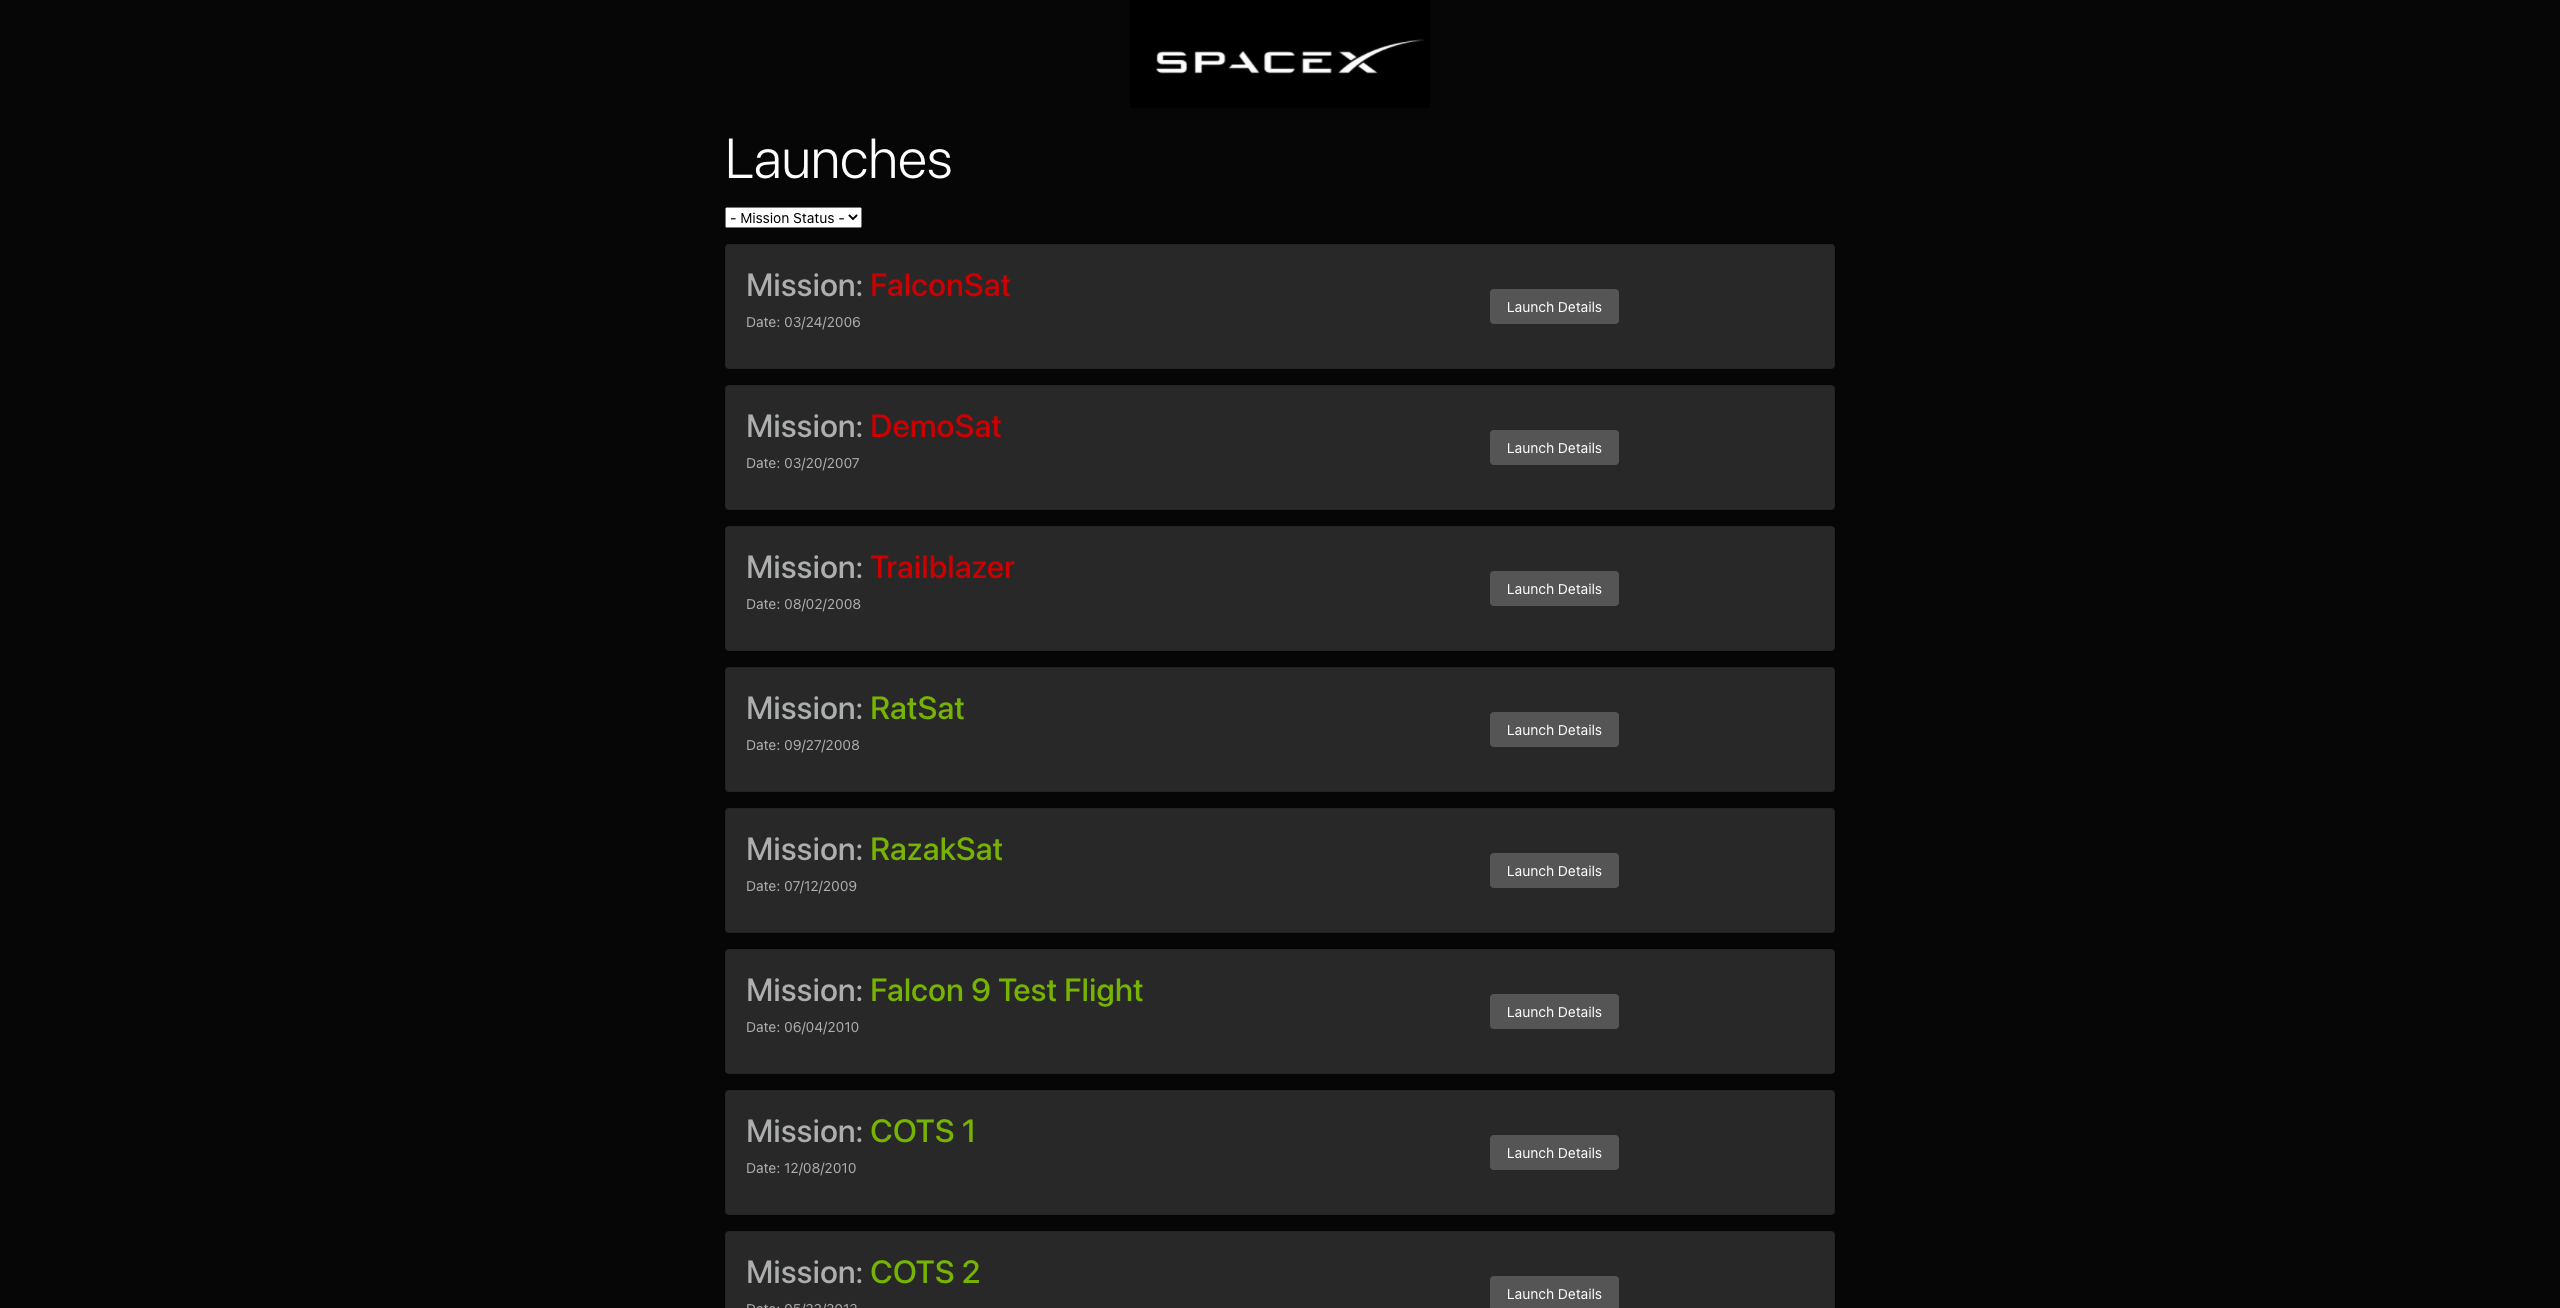 SPACEX
Launches
- Mission Status -
Mission: FalconSat
Date: 03/24/2006
Launch Details
Mission: DemoSat
Date: 03/20/2007
Launch Details
Mission: Trailblazer
Date: 08/02/2008
Launch Details
Mission: RatSat
Date: 09/27/2008
Launch Details
Mission: RazakSat
Date: 07/12/2009
Launch Details
Mission: Falcon 9 Test Flight
Date: 06/04/2010
Launch Details
Mission: COTS 1
Date: 12/08/2010
Launch Details
Mission: COTS 2
Launch Details